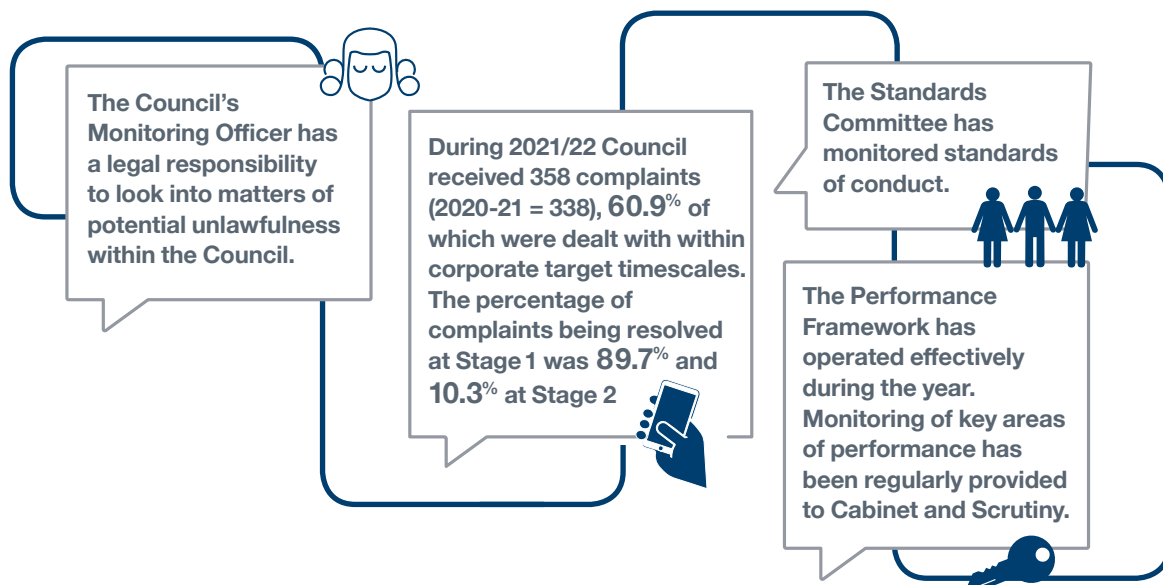 The Council's
Monitoring Officer has
a legal responsibility
to look into matters of
potential unlawfulness
within the Council.
During 2021/22 Council
received 358 complaints
(2020-21 = 338), 60.9% of
which were dealt with within
corporate target timescales.
The percentage of
complaints being resolved
at Stage 1 was 89.7% and
10.3% at Stage 2
The Standards
Committee has
monitored standards
of conduct.
The Performance
Framework has
operated effectively
during the year.
Monitoring of key areas
of performance has
been regularly provided
to Cabinet and Scrutiny.